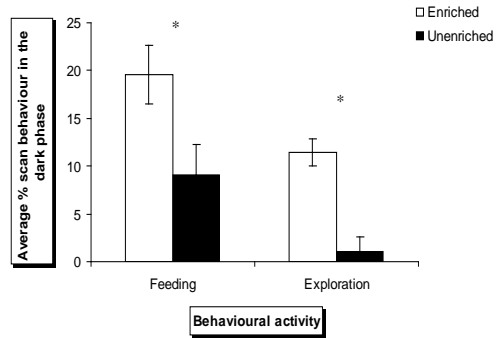 Enriched
Unenriched
Average % scan behaviour in the
dark phase
25
20
15
10
5
0
*
*
Feeding
Exploration
Behavioural activity